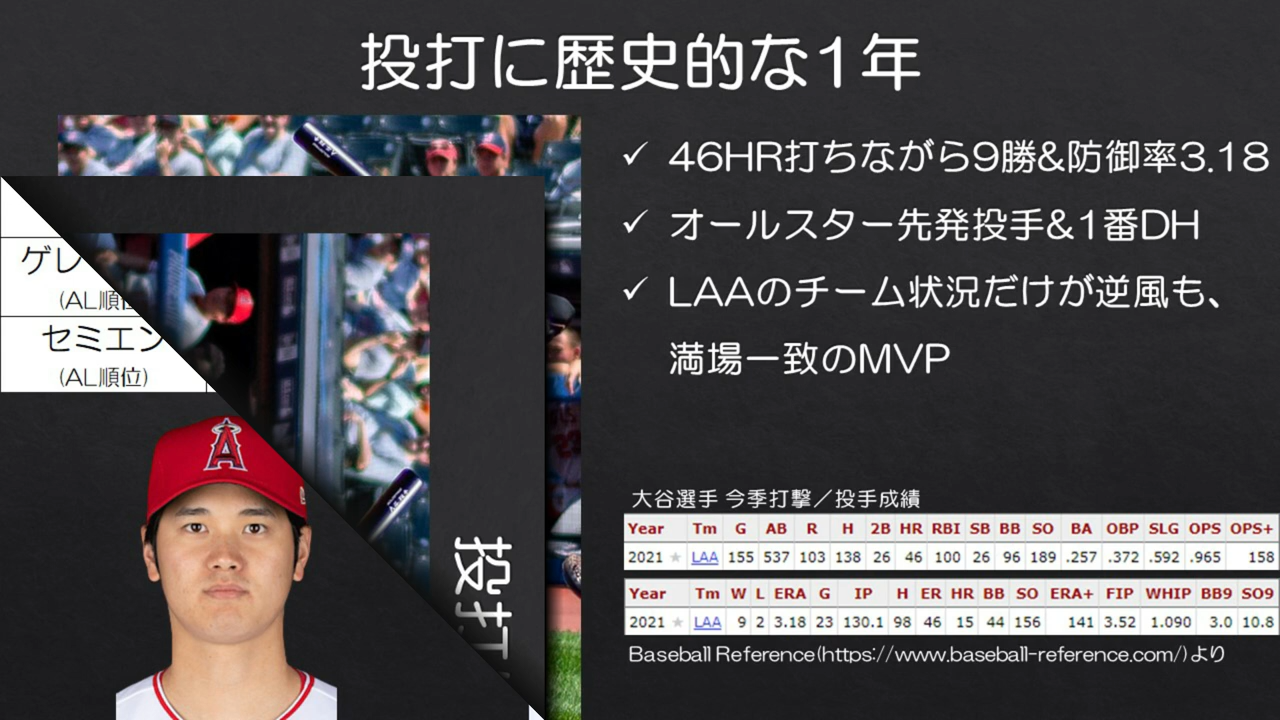 投打に歴史的な1年
✓ 46HR打ちながら9勝&防御率3.18
✓ オールスター先発投手&1番DH
✓ LAAのチーム状況だけが逆風も、
満場一致のMVP
ゲレ
(AL順位
セミエン
(AL順位)
A
投打
大谷選手 今季打撃／投手成績
Year Tm G AB R H 2B HR RBI SB BB SO BA OBP SLG OPS OPS+
2021 ★ LAA 155 537 103 138 26 46 100 26 96 189 .257 .372 .592 .965 158
Year Tm W L ERA G IP H ER HR BB SO ERA+ FIP WHIP BB9 SO9
2021 ★ LAA 9 2 3.18 23 130.1 98 46 15 44 156 141 3.52 1.090 3.0 10.8
Baseball Reference(https://www.baseball-reference.com/)より